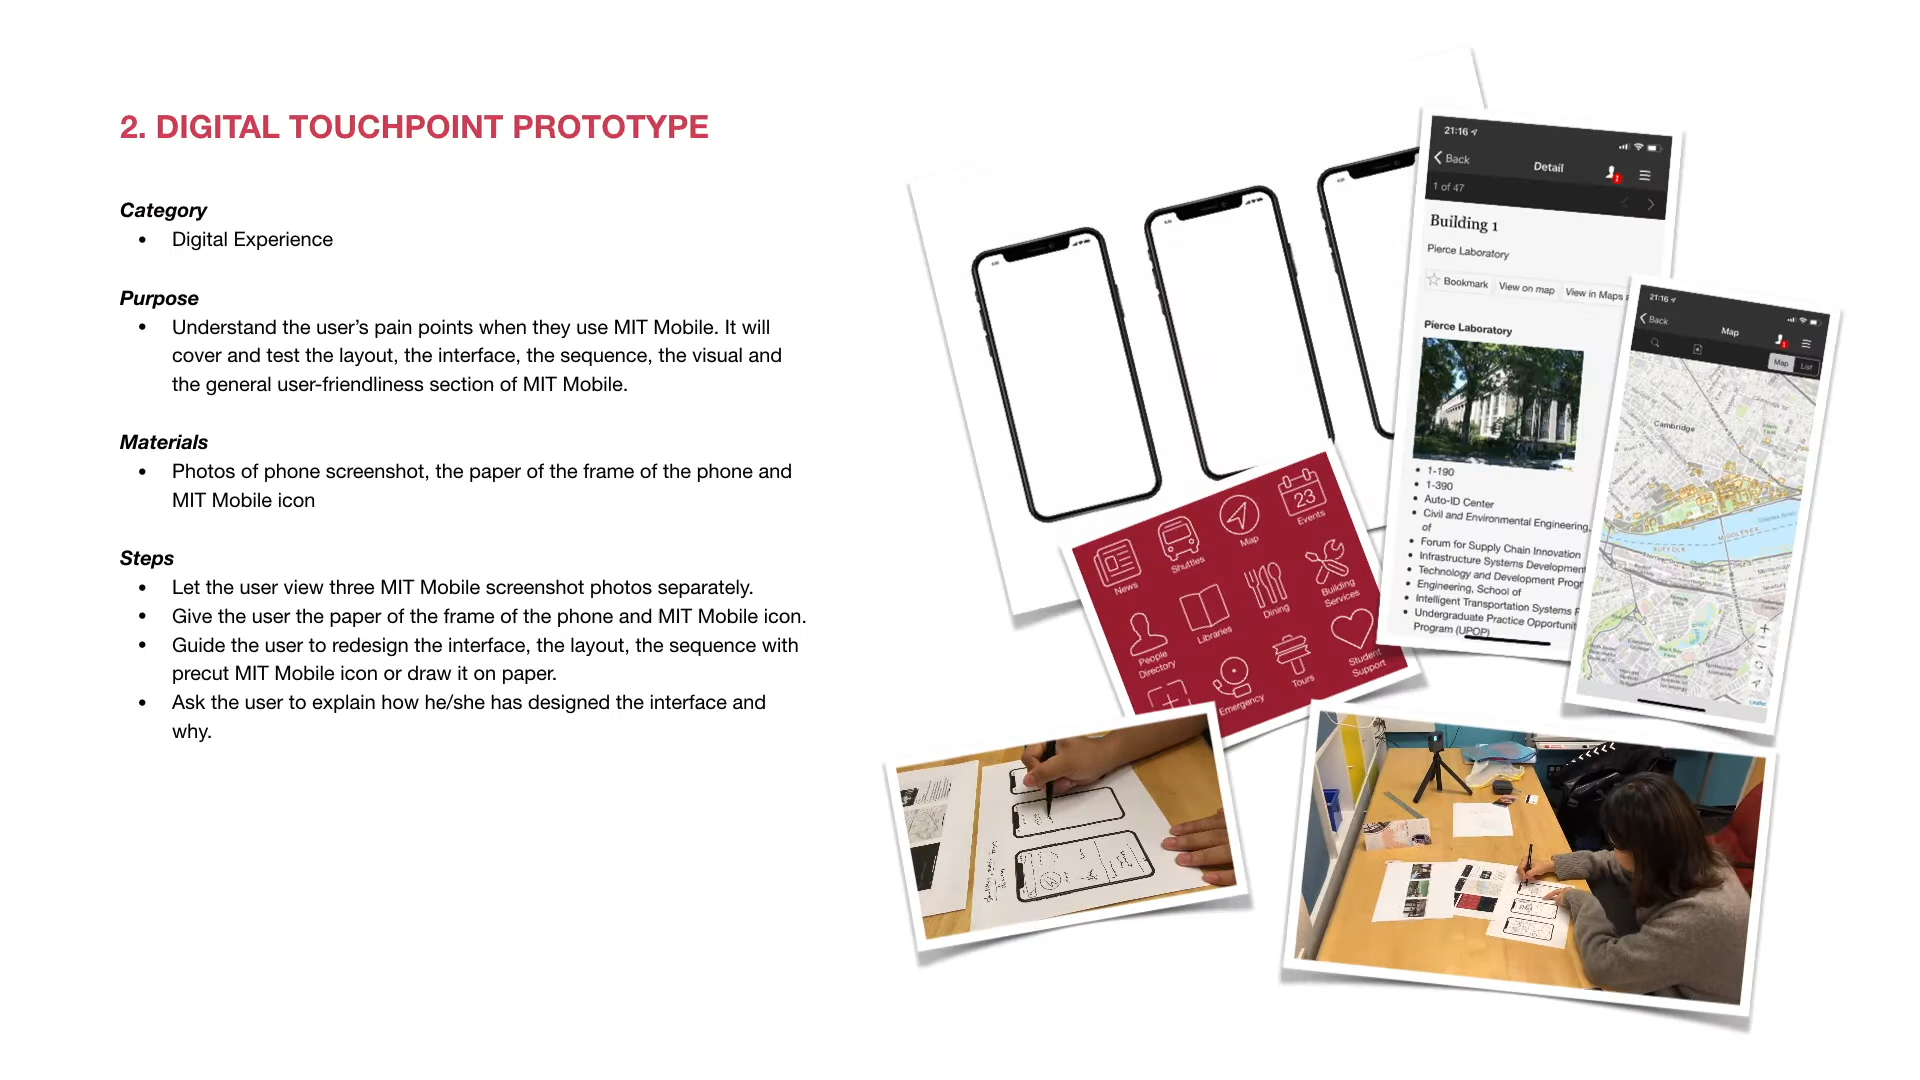 2. DIGITAL TOUCHPOINT PROTOTYPE
Category
• Digital Experience
Purpose
• Understand the user’s pain points when they use MIT Mobile. It will
cover and test the layout, the interface, the sequence, the visual and
the general user-friendliness section of MIT Mobile.
Materials
• Photos of phone screenshot, the paper of the frame of the phone and
MIT Mobile icon
Steps
• Let the user view three MIT Mobile screenshot photos separately.
• Give the user the paper of the frame of the phone and MIT Mobile icon.
• Guide the user to redesign the interface, the layout, the sequence with
precut MIT Mobile icon or draw it on paper.
• Ask the user to explain how he/she has designed the interface and
why.
21:16
Back
Detail
1
1 of 47
Building 1
Pierce Laboratory
Bookmark
View on map
View in Maps
Pierce Laboratory
• 1-190
• 1-390
• Auto-ID Center
• Civil and Environmental Engineering,
of
• Forum for Supply Chain Innovation
• Infrastructure Systems Development
• Technology and Development
• Engineering, School of
• Intelligent Transportation Systems
• Undergraduate Practice
Program (UPOP)
21:16
Back
Map
1
Map
List
Cambridge
Leaflet
News
Shuttles
Map
23
Events
People
Directory
Libraries
Dining
Building
Services
Emergency
Tours
Student
Support